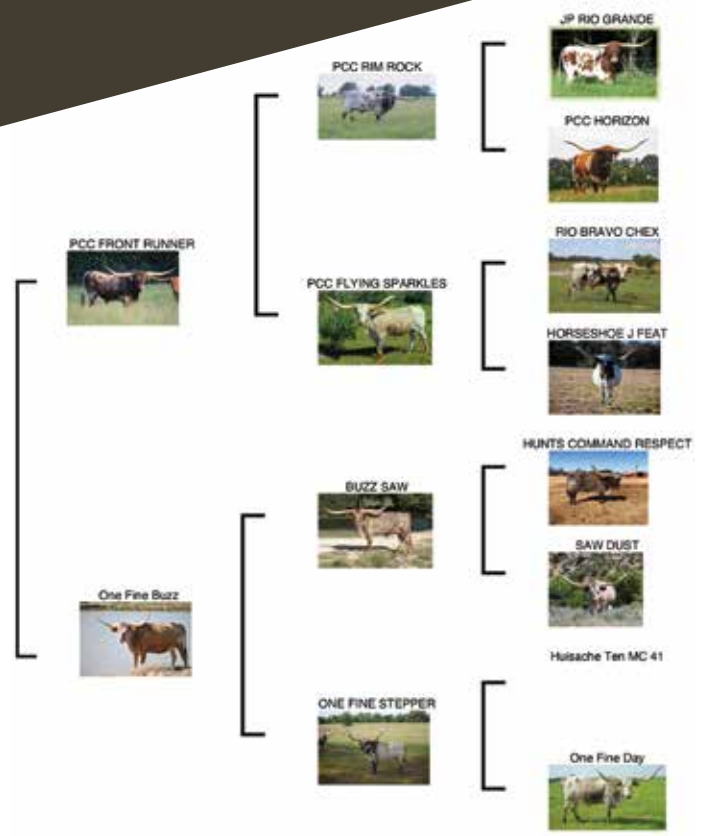 JP RIO GRANDE
PCC RIM ROCK
PCC HORIZON
PCC FRONT RUNNER
RIO BRAVO CHEX
PCC FLYING SPARKLES
HORSESHOE J FEAT
HUNTS COMMAND RESPECT
BUZZ SAW
SAW DUST
One Fine Buzz
Huisache Ten MC 41
ONE FINE STEPPER
One Fine Day